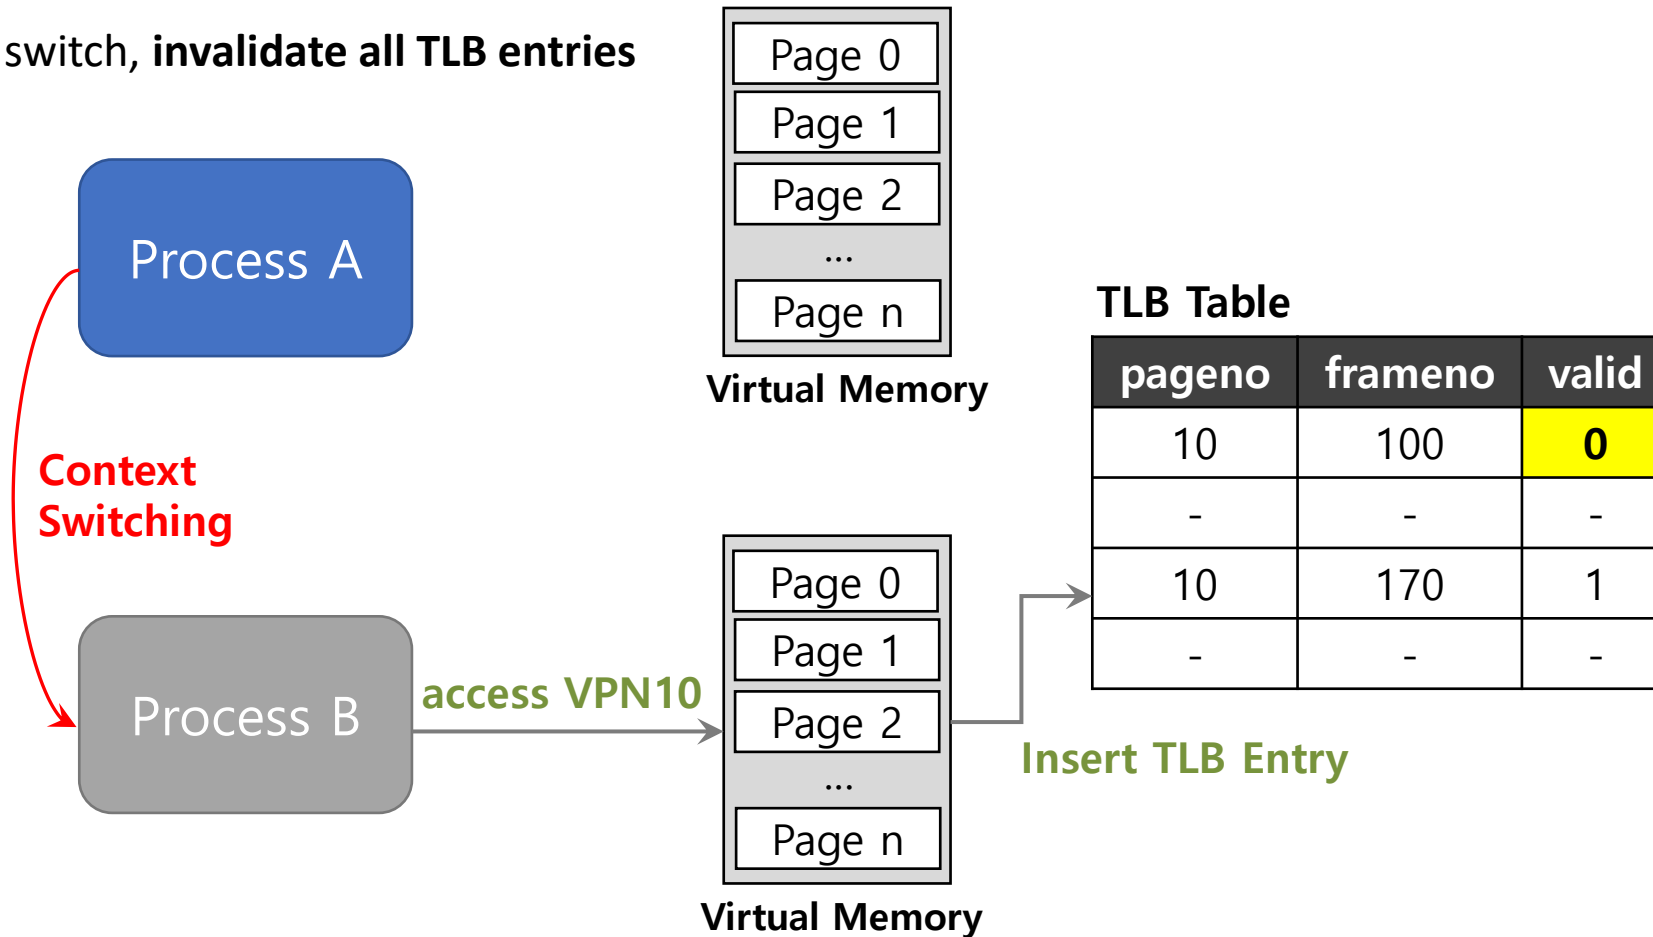 switch, invalidate all TLB entries
Page 0
Page 1
Page 2
...
Page n
Virtual Memory
Process A
Context
Switching
Process B
access VPN10
Page 0
Page 1
Page 2
...
Page n
Virtual Memory
Insert TLB Entry
TLB Table
pageno frameno valid
10 100 0
- - -
10 170 1
- - -